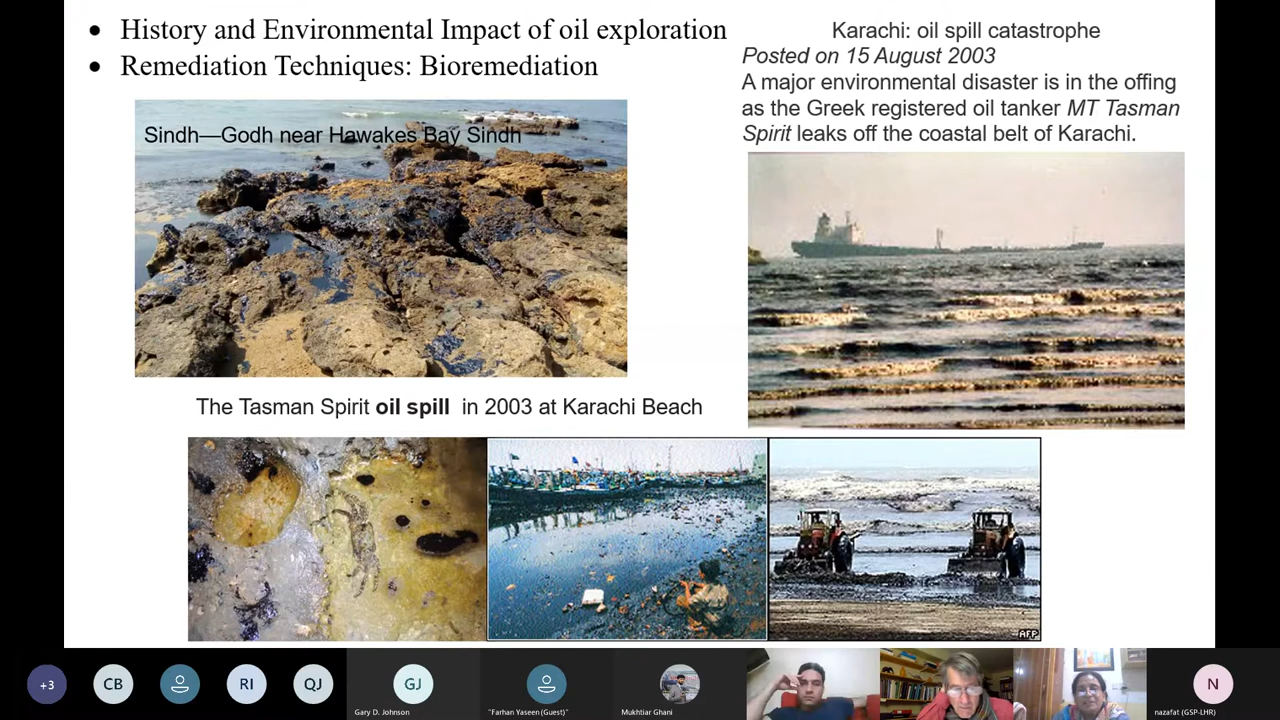 • History and Environmental Impact of oil exploration
• Remediation Techniques: Bioremediation
Sindh—Godh near Hawakes Bay Sindh
Karachi: oil spill catastrophe
Posted on 15 August 2003
A major environmental disaster is in the offing
as the Greek registered oil tanker MT Tasman
Spirit leaks off the coastal belt of Karachi.
The Tasman Spirit oil spill in 2003 at Karachi Beach
AFP
+3
CB
RI
QJ
GJ
Gary D. Johnson
"Farhan Yaseen (Guest)"
Mukhtiar Ghani
N
nazafat (GSP-LHR)